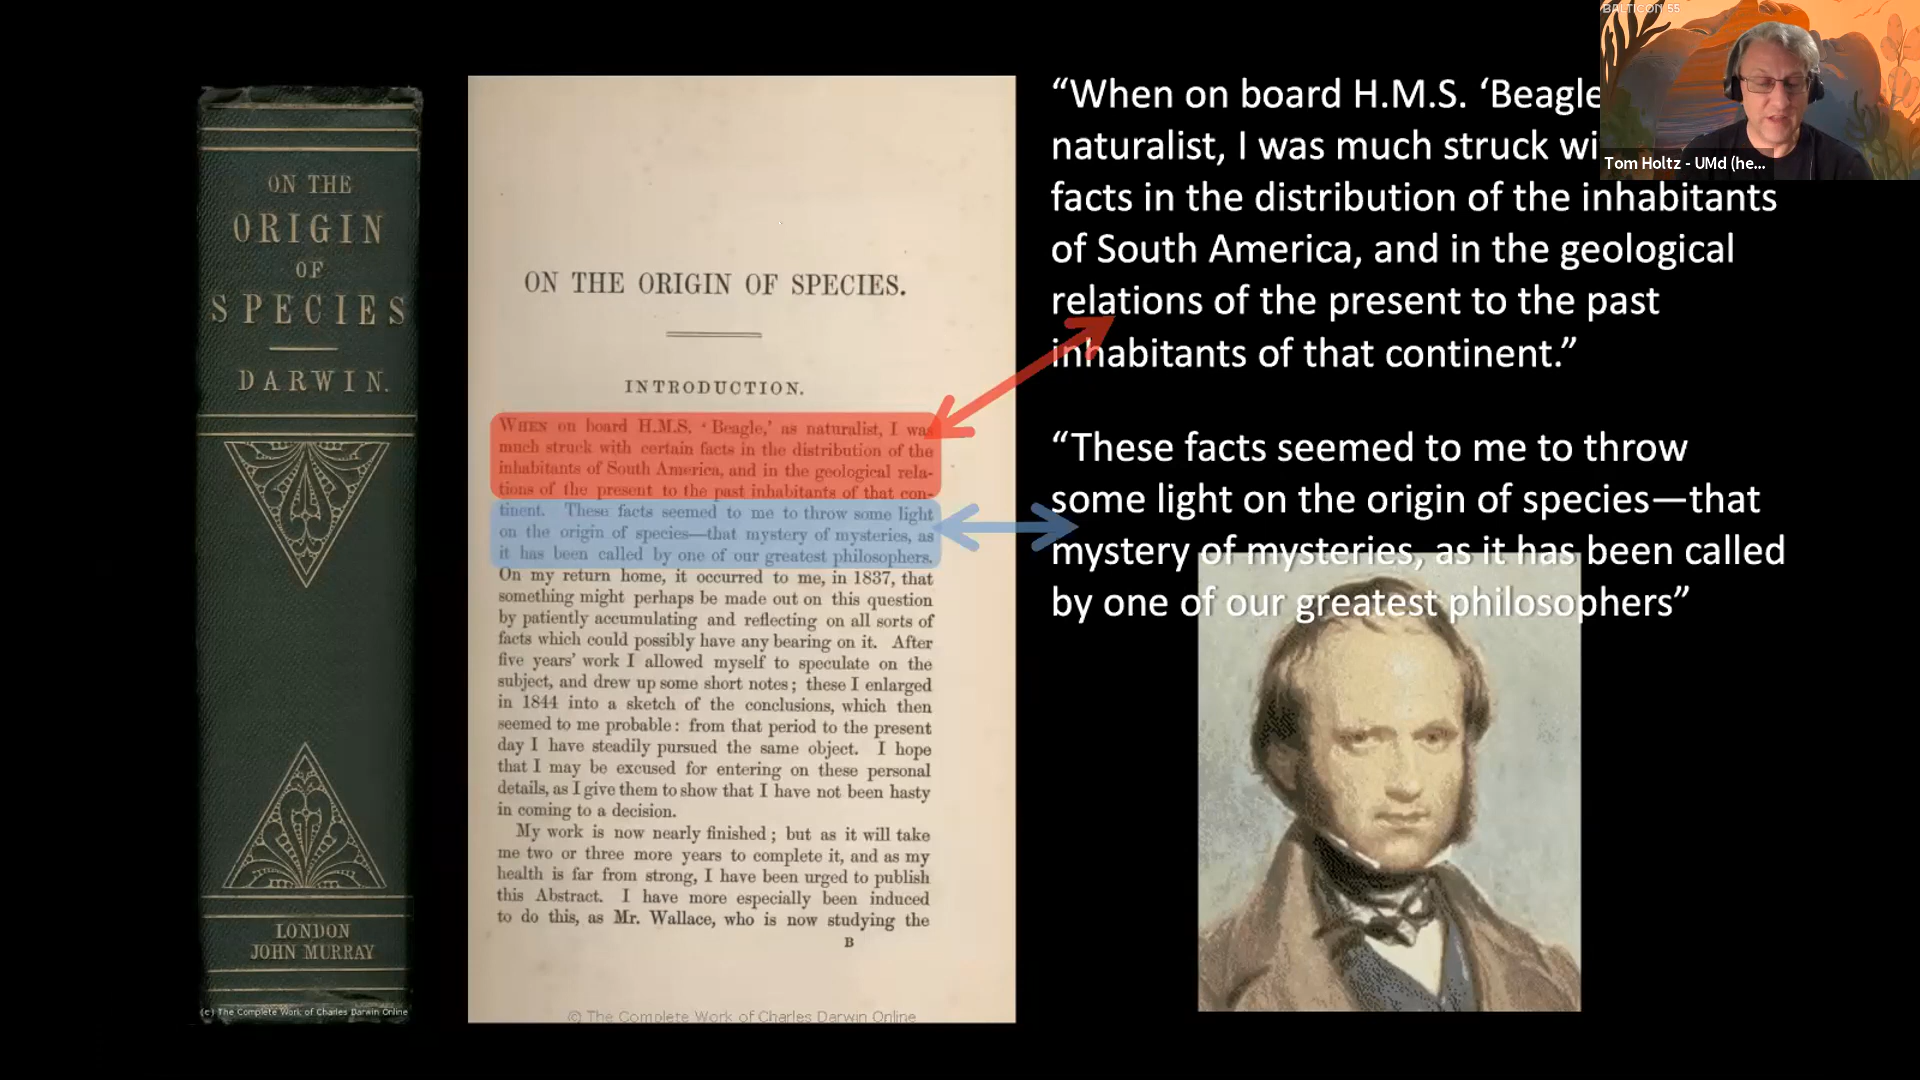 ON THE
ORIGIN
OF
SPECIES
DARWIN.
LONDON
JOHN MURRAY
(c) The Complete Work of Charles Darwin Online
ON THE ORIGIN OF SPECIES.
INTRODUCTION.
WHEN on board H.M.S. ‘Beagle,’ as naturalist, I was
much struck with certain facts in the distribution of the
inhabitants of South America, and in the geological rela-
tions of the present to the past inhabitants of that con-
tinent. These facts seemed to me to throw some light
on the origin of species—that mystery of mysteries, as
it has been called by one of our greatest philosophers.
On my return home, it occurred to me, in 1837, that
something might perhaps be made out on this question
by patiently accumulating and reflecting on all sorts of
facts which could possibly have any bearing on it. After
five years’ work I allowed myself to speculate on the
subject, and drew up some short notes; these I enlarged
in 1844 into a sketch of the conclusions, which then
seemed to me probable: from that period to the present
day I have steadily pursued the same object. I hope
that I may be excused for entering on these personal
details, as I give them to show that I have not been hasty
in coming to a decision.
My work is now nearly finished; but as it will take
me two or three more years to complete it, and as my
health is far from strong, I have been urged to publish
this Abstract. I have more especially been induced
to do this, as Mr. Wallace, who is now studying the
B
© The Complete Work of Charles Darwin Online
“When on board H.M.S. ‘Beagle
naturalist, I was much struck wi
facts in the distribution of the inhabitants
of South America, and in the geological
relations of the present to the past
inhabitants of that continent.”
“These facts seemed to me to throw
some light on the origin of species—that
mystery of mysteries, as it has been called
by one of our greatest philosophers”
BALTICON 55
Tom Holtz - UMd (he...